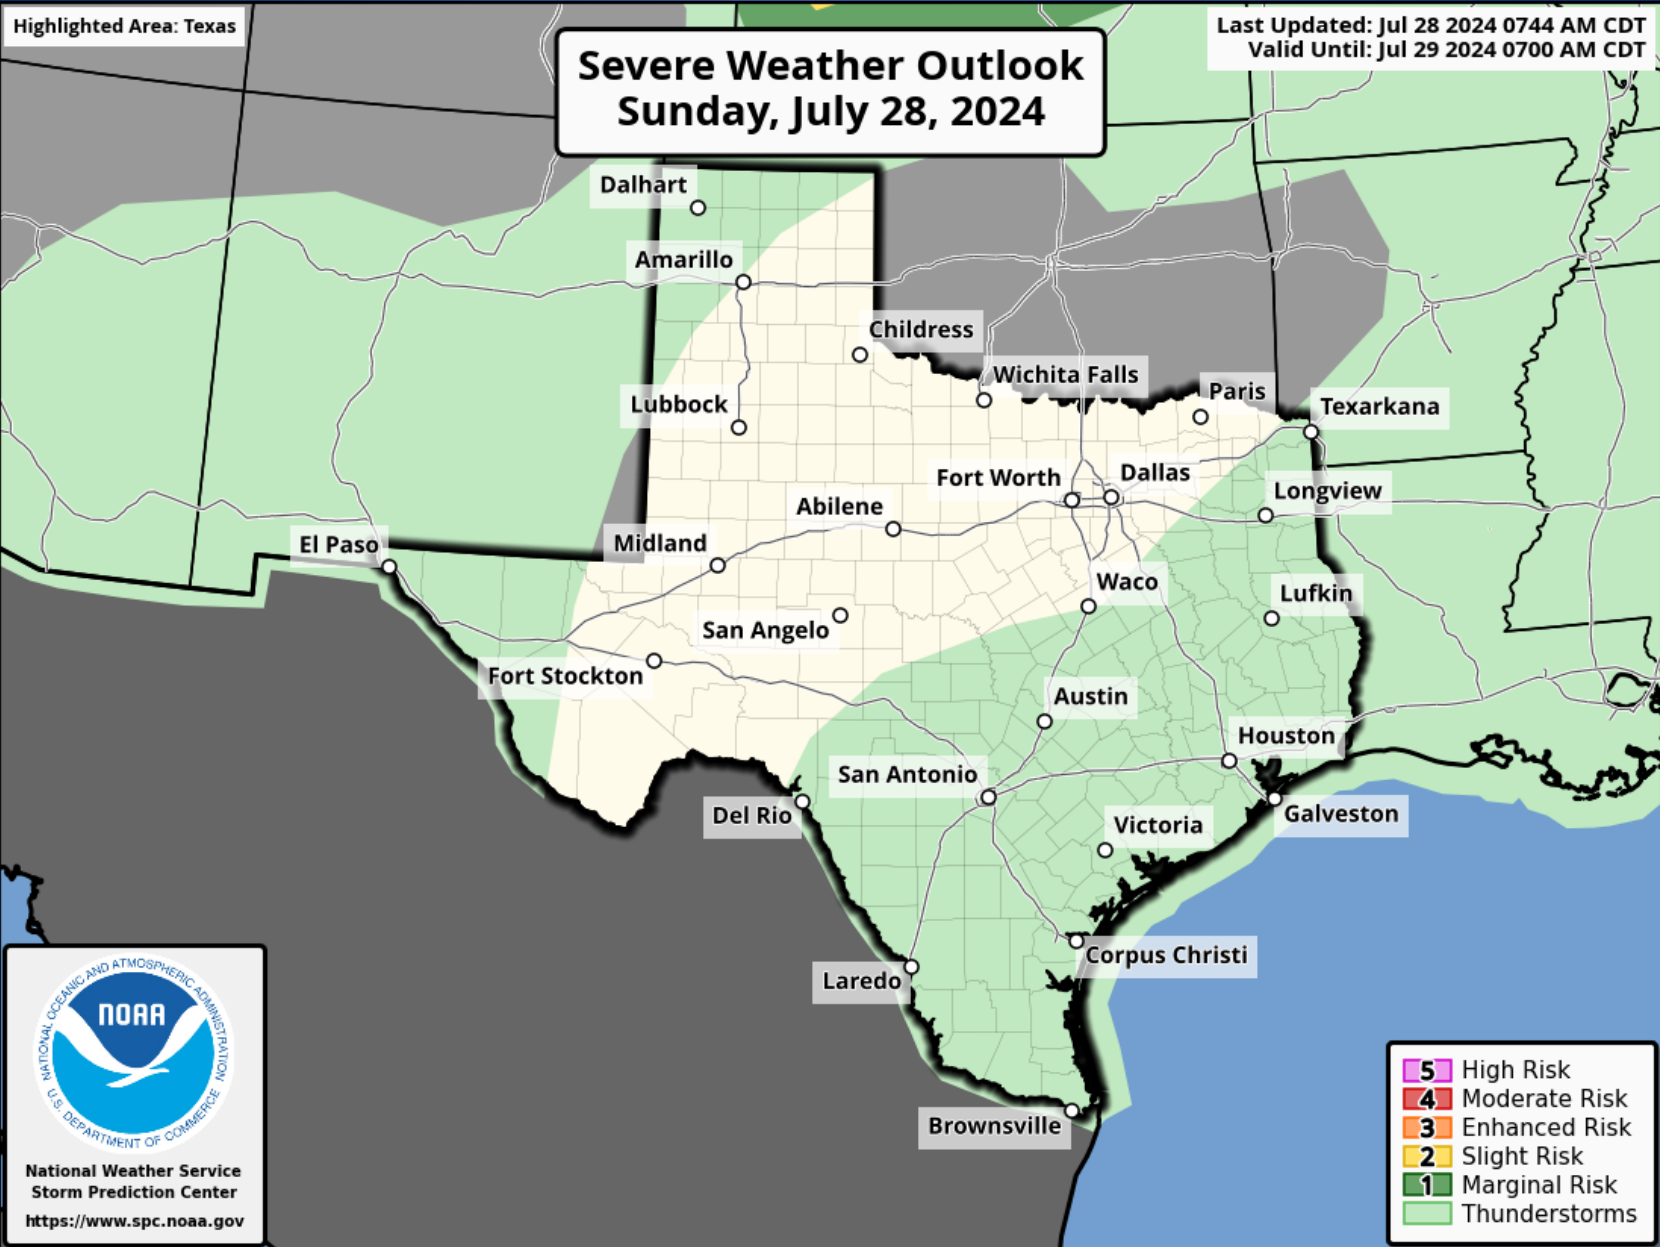 Highlighted Area: Texas
Last Updated: Jul 28 2024 0744 AM CDT
Valid Until: Jul 29 2024 0700 AM CDT
Severe Weather Outlook
Sunday, July 28, 2024
Dalhart
Amarillo
Childress
Wichita Falls
Paris
Texarkana
Lubbock
Fort Worth
Dallas
Longview
Abilene
El Paso
Midland
Waco
Lufkin
San Angelo
Fort Stockton
Austin
Houston
San Antonio
Del Rio
Galveston
Victoria
Corpus Christi
Laredo
Brownsville
NATIONAL OCEANIC AND ATMOSPHERIC ADMINISTRATION
NOAA
U.S. DEPARTMENT OF COMMERCE
National Weather Service
Storm Prediction Center
https://www.spc.noaa.gov
5 High Risk
4 Moderate Risk
3 Enhanced Risk
2 Slight Risk
1 Marginal Risk
Thunderstorms